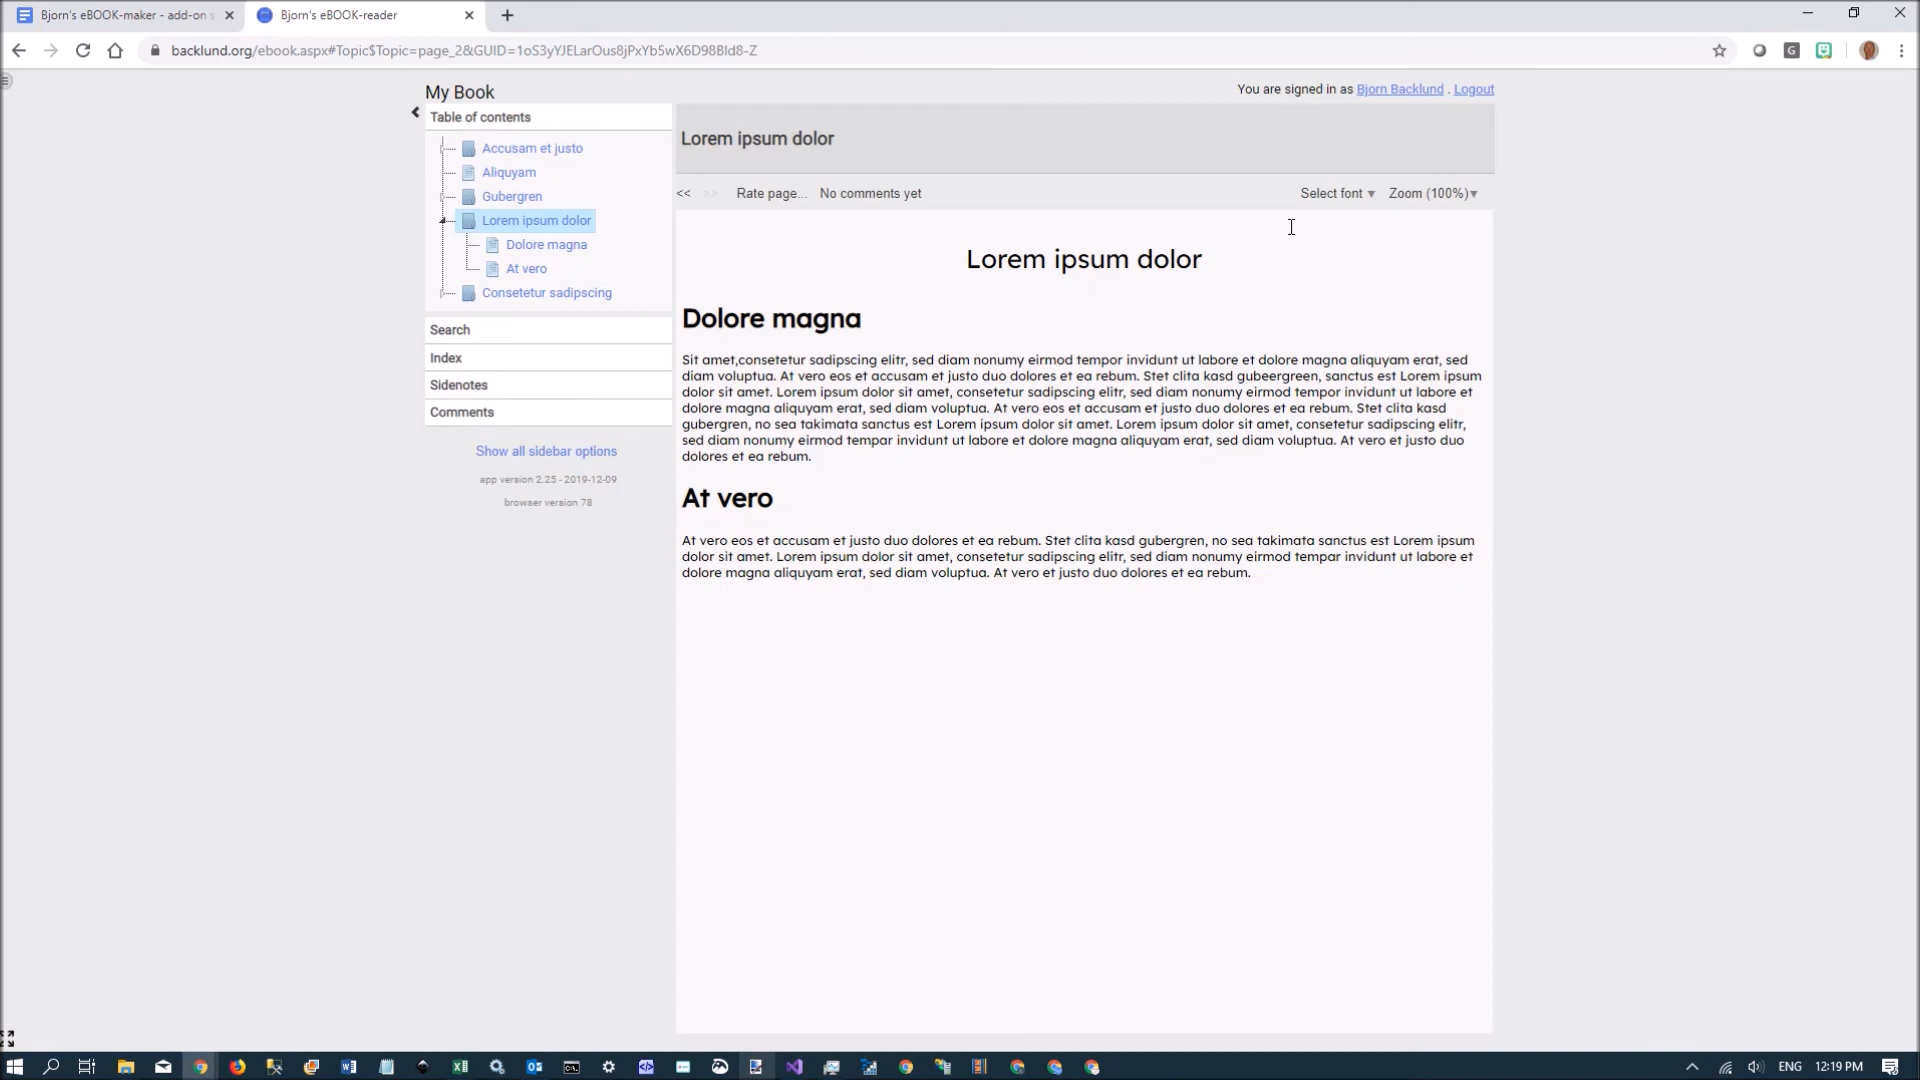 Bjorn's eBOOK-maker - add-on s
Bjorn's eBOOK-reader
backlund.org/ebook.aspx#Topic$Topic=page_2&GUID=1oS3yYJELarOus8jPxYb5wX6D98BId8-Z
My Book
You are signed in as Bjorn Backlund . Logout
Table of contents
Accusam et justo
Aliquyam
Gubergren
Lorem ipsum dolor
Dolore magna
At vero
Consetetur sadipscing
Search
Index
Sidenotes
Comments
Show all sidebar options
app version 2.25 - 2019-12-09
browser version 78
Lorem ipsum dolor
<< >> Rate page... No comments yet Select font Zoom (100%)
Lorem ipsum dolor
Dolore magna
Sit amet,consetetur sadipscing elitr, sed diam nonumy eirmod tempor invidunt ut labore et dolore magna aliquyam erat, sed
diam voluptua. At vero eos et accusam et justo duo dolores et ea rebum. Stet clita kasd gubeergreen, sanctus est Lorem ipsum
dolor sit amet. Lorem ipsum dolor sit amet, consetetur sadipscing elitr, sed diam nonumy eirmod tempar invidunt ut labore et
dolore magna aliquyam erat, sed diam voluptua. At vero eos et accusam et justo duo dolores et ea rebum. Stet clita kasd
gubergren, no sea takimata sanctus est Lorem ipsum dolor sit amet. Lorem ipsum dolor sit amet, consetetur sadipscing elitr,
sed diam nonumy eirmod tempar invidunt ut labore et dolore magna aliquyam erat, sed diam voluptua. At vero et justo duo
dolores et ea rebum.
At vero
At vero eos et accusam et justo duo dolores et ea rebum. Stet clita kasd gubergren, no sea takimata sanctus est Lorem ipsum
dolor sit amet. Lorem ipsum dolor sit amet, consetetur sadipscing elitr, sed diam nonumy eirmod tempar invidunt ut labore et
dolore magna aliquyam erat, sed diam voluptua. At vero et justo duo dolores et ea rebum.
ENG 12:19 PM